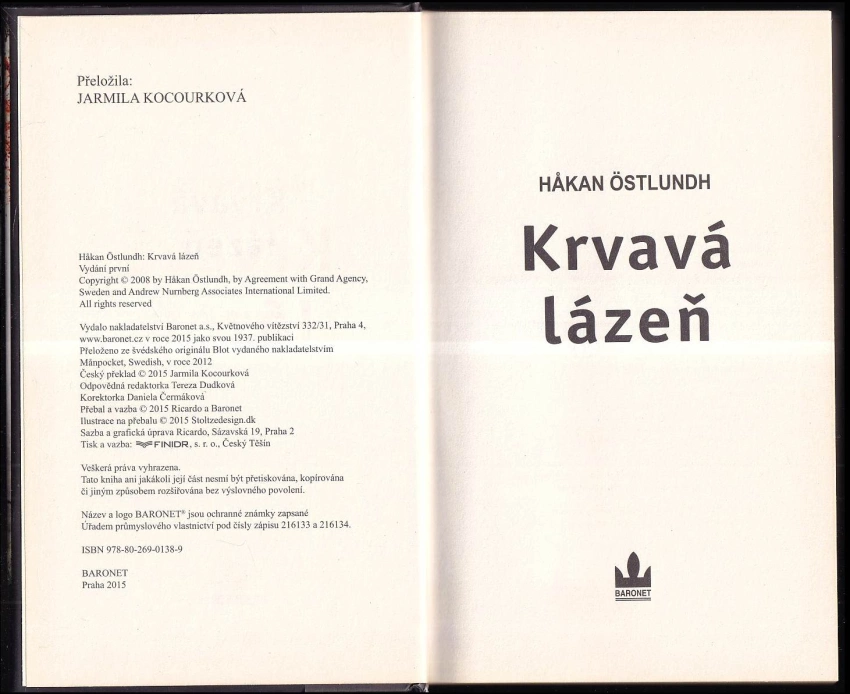 Přeložila:
JARMILA KOCOURKOVÁ
Håkan Östlundh: Krvavá lázeň
Vydání první
Copyright © 2008 by Håkan Östlundh, by Agreement with Grand Agency,
Sweden and Andrew Nurnberg Associates International Limited.
All rights reserved
Vydalo nakladatelství Baronet a.s., Květnového vítězství 332/31, Praha 4,
www.baronet.cz v roce 2015 jako svou 1937. publikaci
Přeloženo ze švédského originálu Blot vydaného nakladatelstvím
Månpocket, Swedish, v roce 2012
Český překlad © 2015 Jarmila Kocourková
Odpovědná redaktorka Tereza Dudková
Korektorka Daniela Čermáková
Přebal a vazba © 2015 Ricardo a Baronet
Ilustrace na přebalu © 2015 Stoltzedesign.dk
Sazba a grafická úprava Ricardo, Sázavská 19, Praha 2
Tisk a vazba: FINIDR, s. r. o., Český Těšín
Veškerá práva vyhrazena.
Tato kniha ani jakákoli její část nesmí být přetiskována, kopírována
či jiným způsobem rozšiřována bez výslovného povolení.
Název a logo BARONET® jsou ochranné známky zapsané
Úřadem průmyslového vlastnictví pod čísly zápisu 216133 a 216134.
ISBN 978-80-269-0138-9
BARONET
Praha 2015
HÅKAN ÖSTLUNDH
Krvavá
lázeň
BARONET